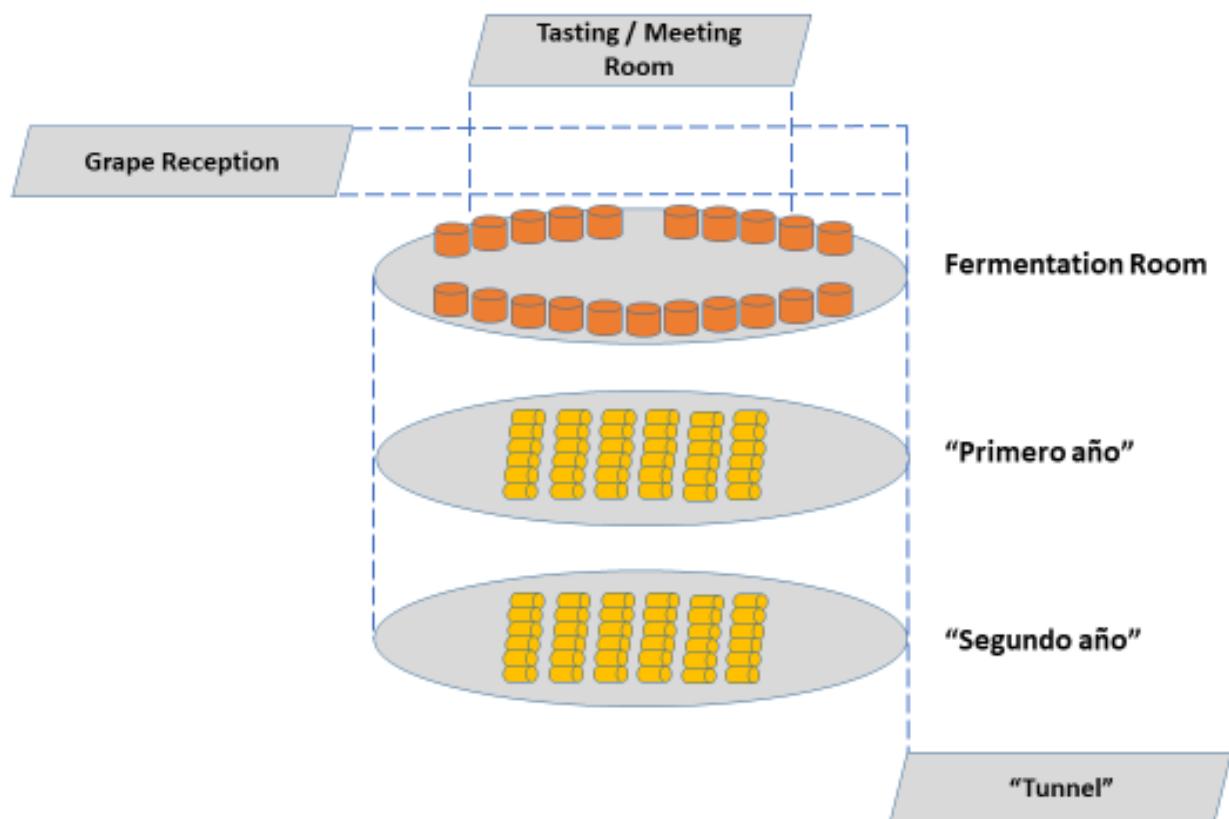 Tasting / Meeting
Room
Grape Reception
Fermentation Room
“Primero año”
“Segundo año”
“Tunnel”